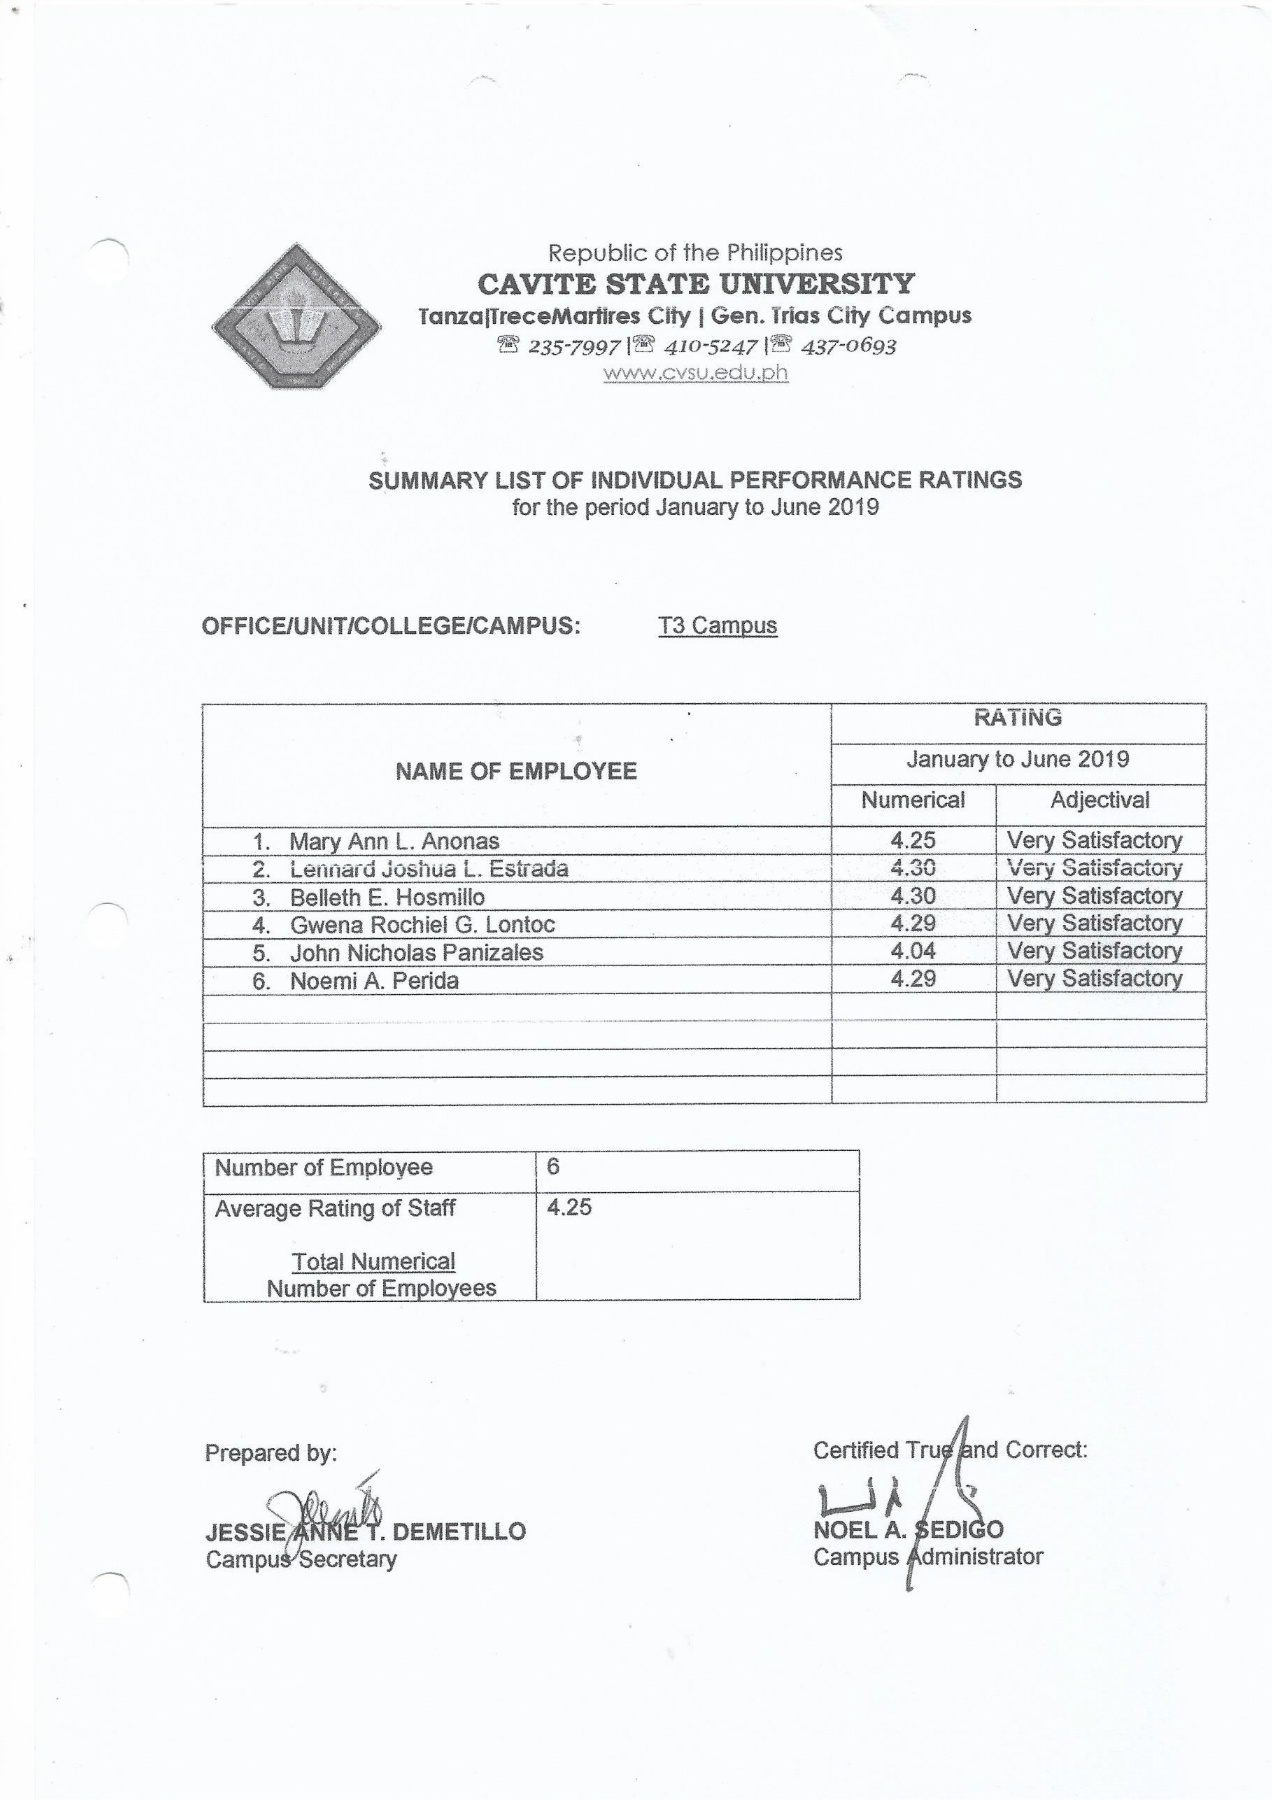 Republic of the Philippines
CAVITE STATE UNIVERSITY
Tanza|TreceMartires City | Gen. Trias City Campus
☏ 235-7997 |☏ 410-5247 |☏ 437-0693
www.cvsu.edu.ph
SUMMARY LIST OF INDIVIDUAL PERFORMANCE RATINGS
for the period January to June 2019
OFFICE/UNIT/COLLEGE/CAMPUS: T3 Campus
RATING
January to June 2019
NAME OF EMPLOYEE
Numerical Adjectival
1. Mary Ann L. Anonas 4.25 Very Satisfactory
2. Lennard Joshua L. Estrada 4.30 Very Satisfactory
3. Belleth E. Hosmillo 4.30 Very Satisfactory
4. Gwena Rochiel G. Lontoc 4.29 Very Satisfactory
5. John Nicholas Panizales 4.04 Very Satisfactory
6. Noemi A. Perida 4.29 Very Satisfactory
Number of Employee 6
Average Rating of Staff 4.25
Total Numerical
Number of Employees
Prepared by: Certified True and Correct:
JESSIE ANNE T. DEMETILLO NOEL A. SEDIGO
Campus Secretary Campus Administrator